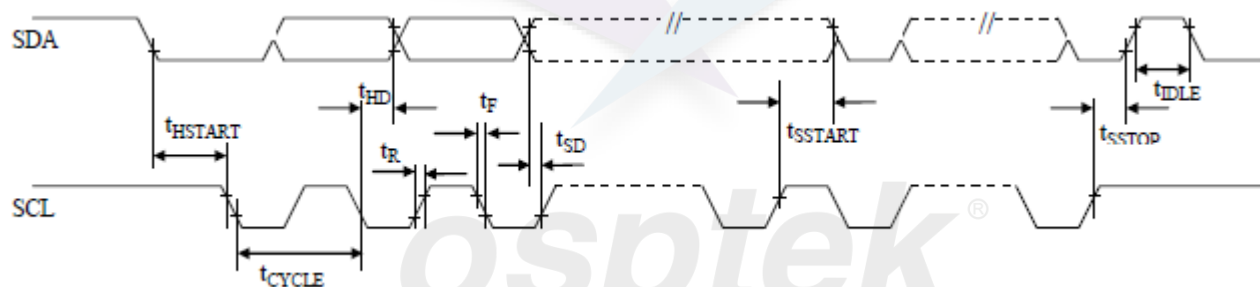 SDA
//
//
tHD
tF
tIDLE
tHSTART
tSSTART
tSSTOP
tSD
tR
SCL
osptek®
tCYCLE